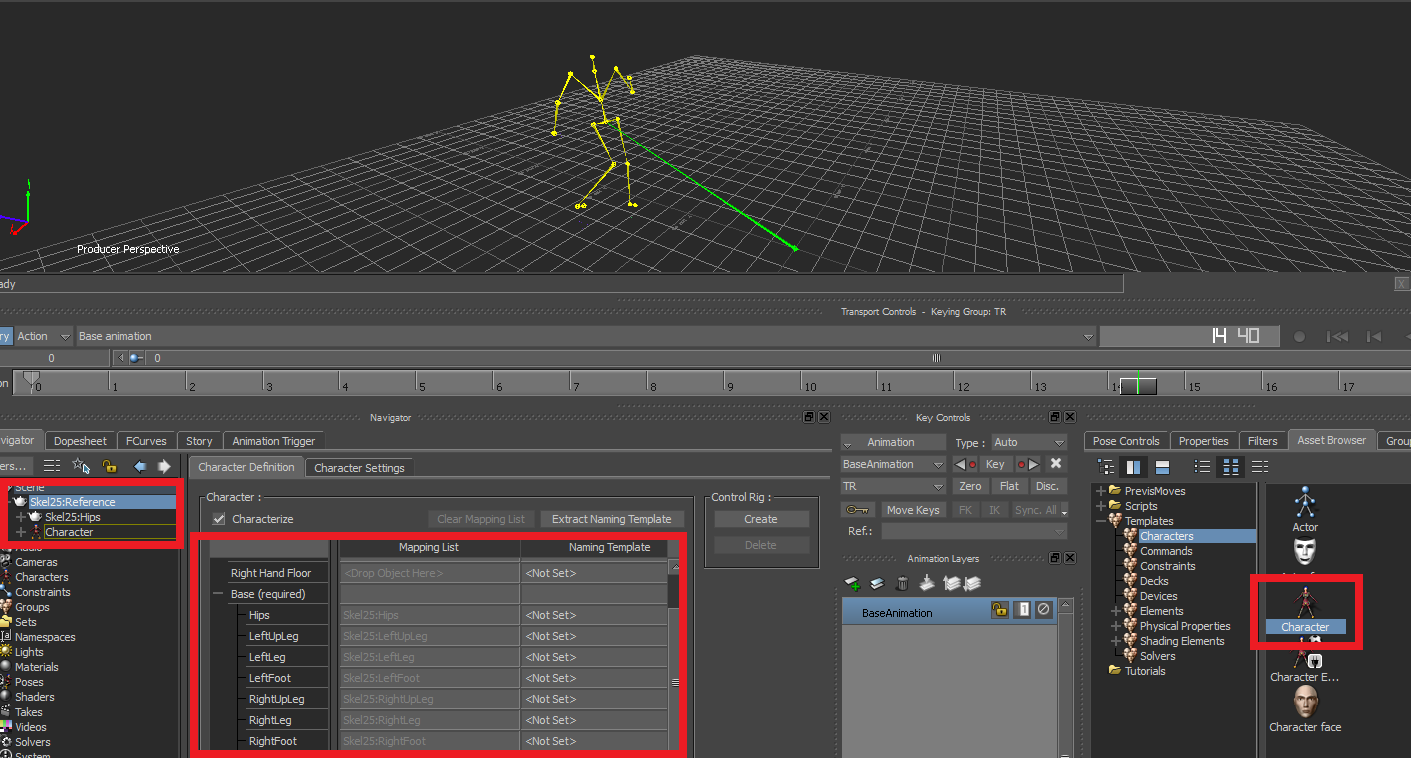 Producer Perspective
ady
X
Transport Controls - Keying Group: TR
ry Action Base animation 14 40
0 0
on 0 1 2 3 4 5 6 7 8 9 10 11 12 13 14 15 16 17
Navigator
vigator Dopesheet FCurves Story Animation Trigger
ers...
Scene
Skel25:Reference
Skel25:Hips
Character
Audio
Cameras
Characters
Constraints
Groups
Sets
Namespaces
Lights
Materials
Poses
Shaders
Takes
Videos
Solvers
System
Character Definition Character Settings
Character :
Characterize Clear Mapping List Extract Naming Template
Mapping List Naming Template
Right Hand Floor <Drop Object Here> <Not Set>
Base (required)
Hips Skel25:Hips <Not Set>
LeftUpLeg Skel25:LeftUpLeg <Not Set>
LeftLeg Skel25:LeftLeg <Not Set>
LeftFoot Skel25:LeftFoot <Not Set>
RightUpLeg Skel25:RightUpLeg <Not Set>
RightLeg Skel25:RightLeg <Not Set>
RightFoot Skel25:RightFoot <Not Set>
Control Rig :
Create
Delete
Key Controls
Animation Type : Auto
BaseAnimation Key
TR Zero Flat Disc.
Move Keys FK IK Sync. All
Ref.:
Animation Layers
BaseAnimation 1
Pose Controls Properties Filters Asset Browser Grou
PrevisMoves
Scripts
Templates
Characters
Commands
Constraints
Decks
Devices
Elements
Physical Properties
Shading Elements
Solvers
Tutorials
Actor
Character
Character E...
Character face